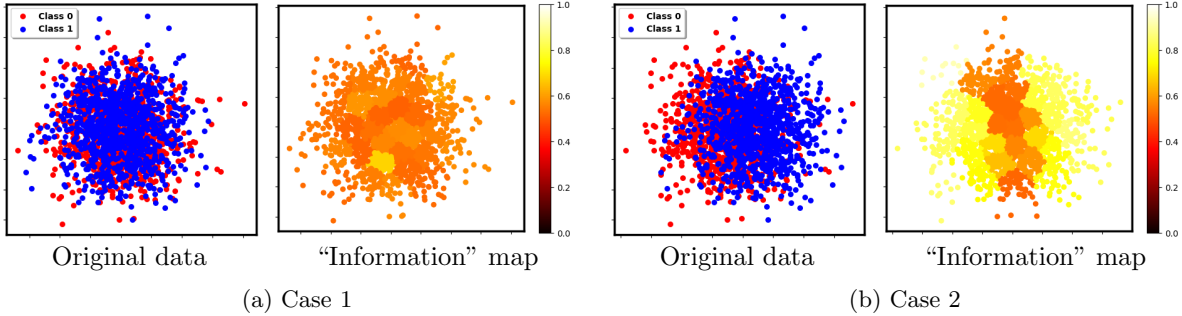 Class 0
Class 1
1.0
0.8
0.6
0.4
0.2
0.0
Original data
“Information” map
(a) Case 1
Class 0
Class 1
1.0
0.8
0.6
0.4
0.2
0.0
Original data
“Information” map
(b) Case 2